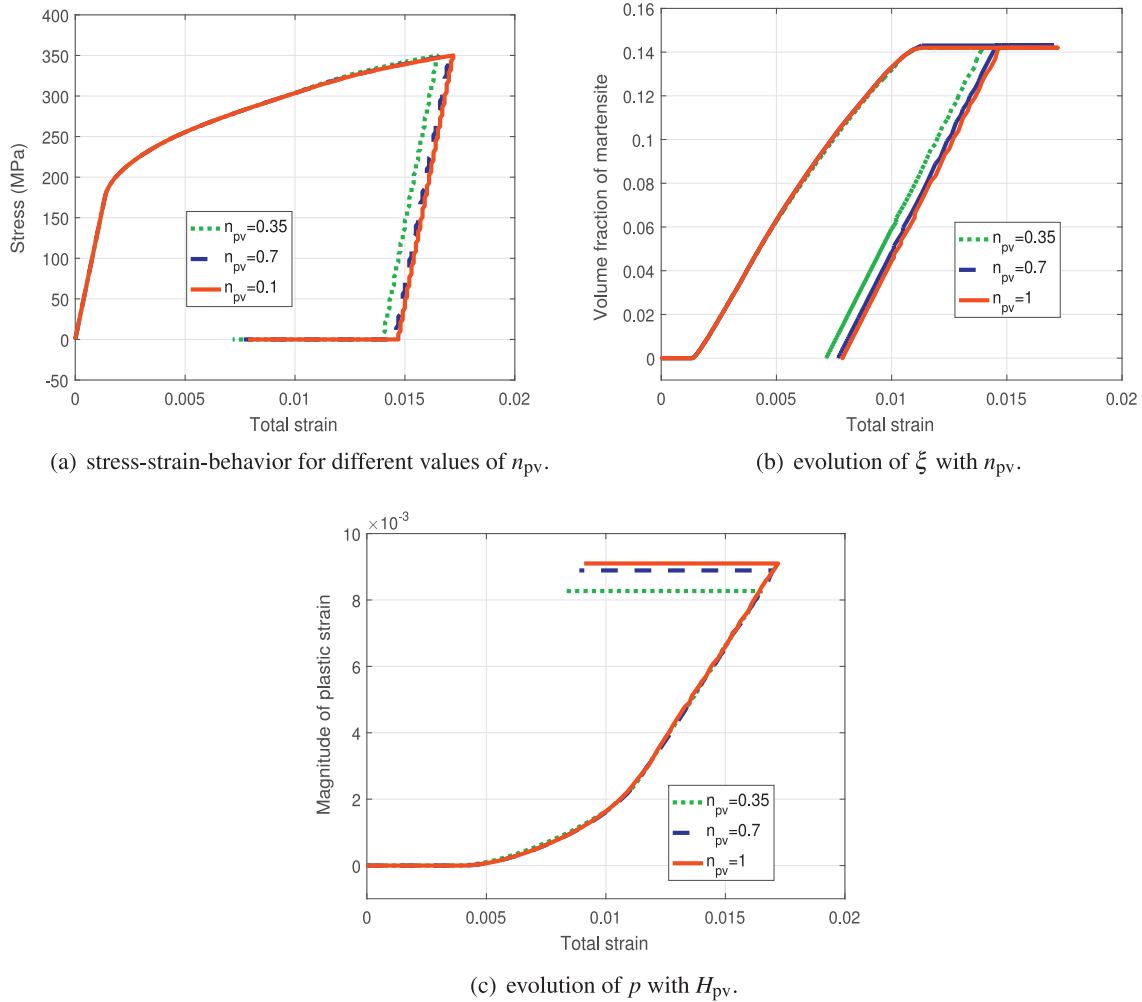 400
350
300
250
200
150
100
50
0
-50
Stress (MPa)
n_pv=0.35
n_pv=0.7
n_pv=0.1
0
0.005
0.01
0.015
0.02
Total strain
(a) stress-strain-behavior for different values of n_pv.
0.16
0.14
0.12
0.1
0.08
0.06
0.04
0.02
0
Volume fraction of martensite
n_pv=0.35
n_pv=0.7
n_pv=1
0
0.005
0.01
0.015
0.02
Total strain
(b) evolution of ξ with n_pv.
×10^-3
10
8
6
4
2
0
Magnitude of plastic strain
n_pv=0.35
n_pv=0.7
n_pv=1
0
0.005
0.01
0.015
0.02
Total strain
(c) evolution of p with H_pv.